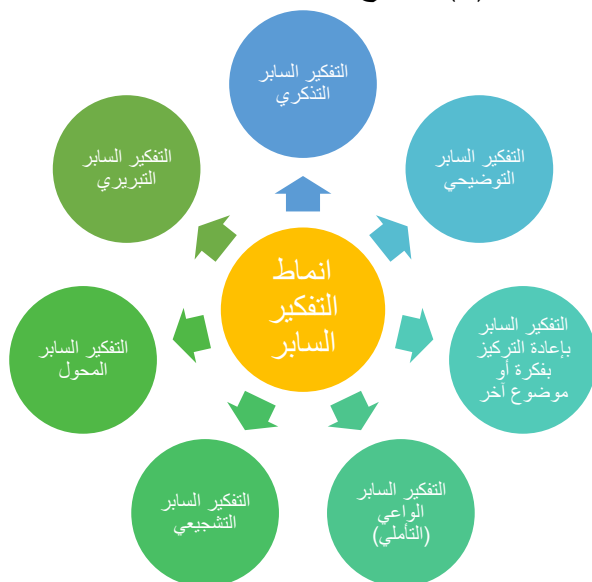 التفكير السابر
التذكري
التفكير السابر
التوضيحي
التفكير السابر
بإعادة التركيز
بفكرة أو
موضوع أخر
التفكير السابر
الواعي
(التأملي)
التفكير السابر
التشجيعي
التفكير السابر
المحول
التفكير السابر
التبريري
انماط
التفكير
السابر